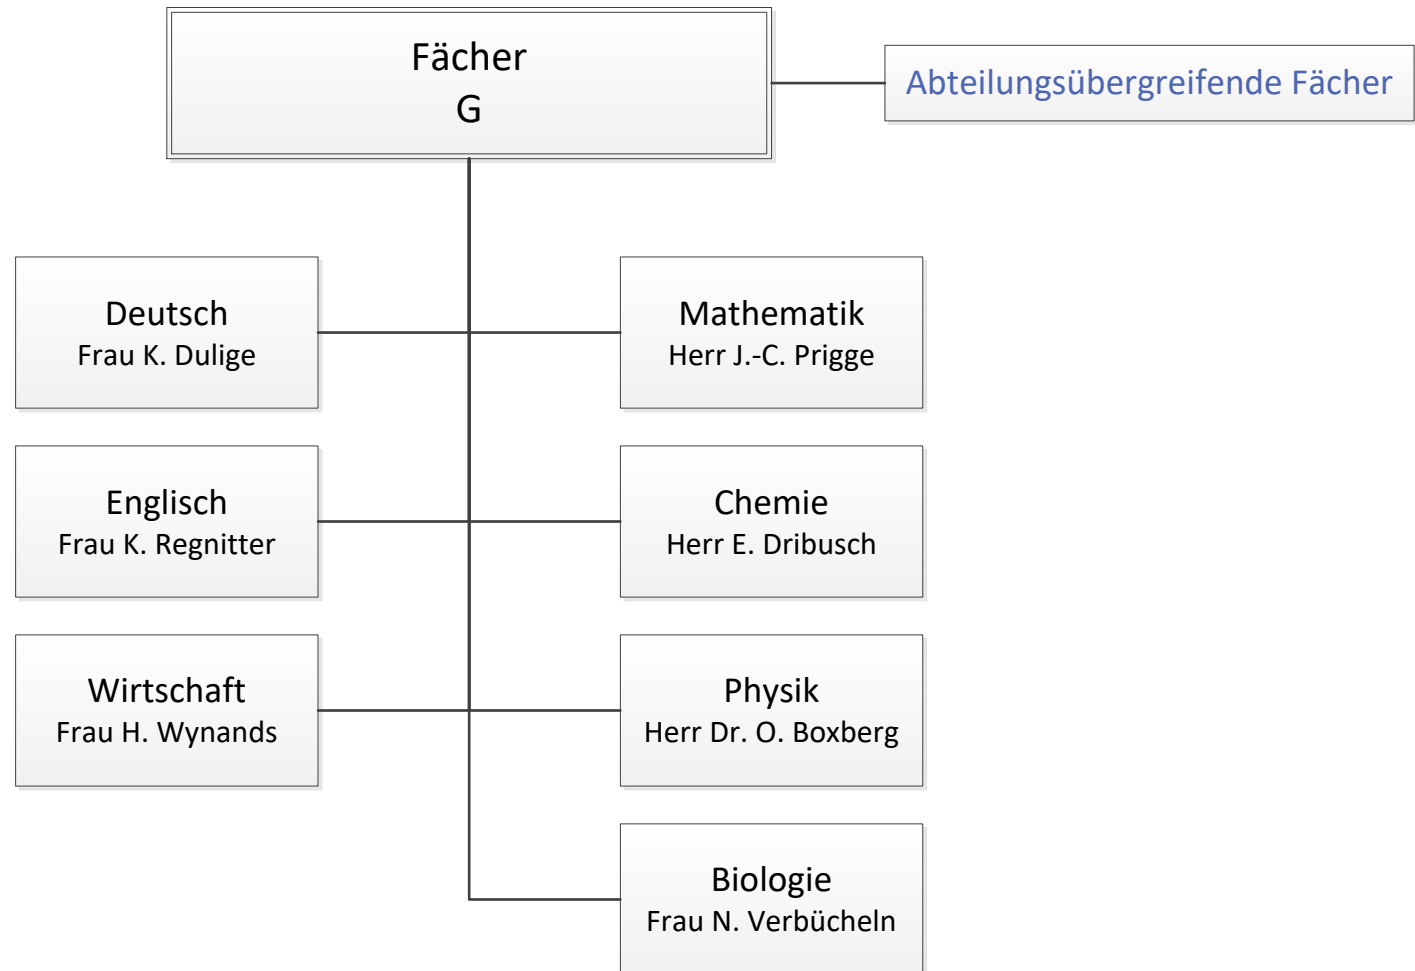 Fächer
G
Abteilungsübergreifende Fächer
Deutsch
Frau K. Dulige
Mathematik
Herr J.-C. Prigge
Englisch
Frau K. Regnitter
Chemie
Herr E. Dribusch
Wirtschaft
Frau H. Wynands
Physik
Herr Dr. O. Boxberg
Biologie
Frau N. Verbücheln